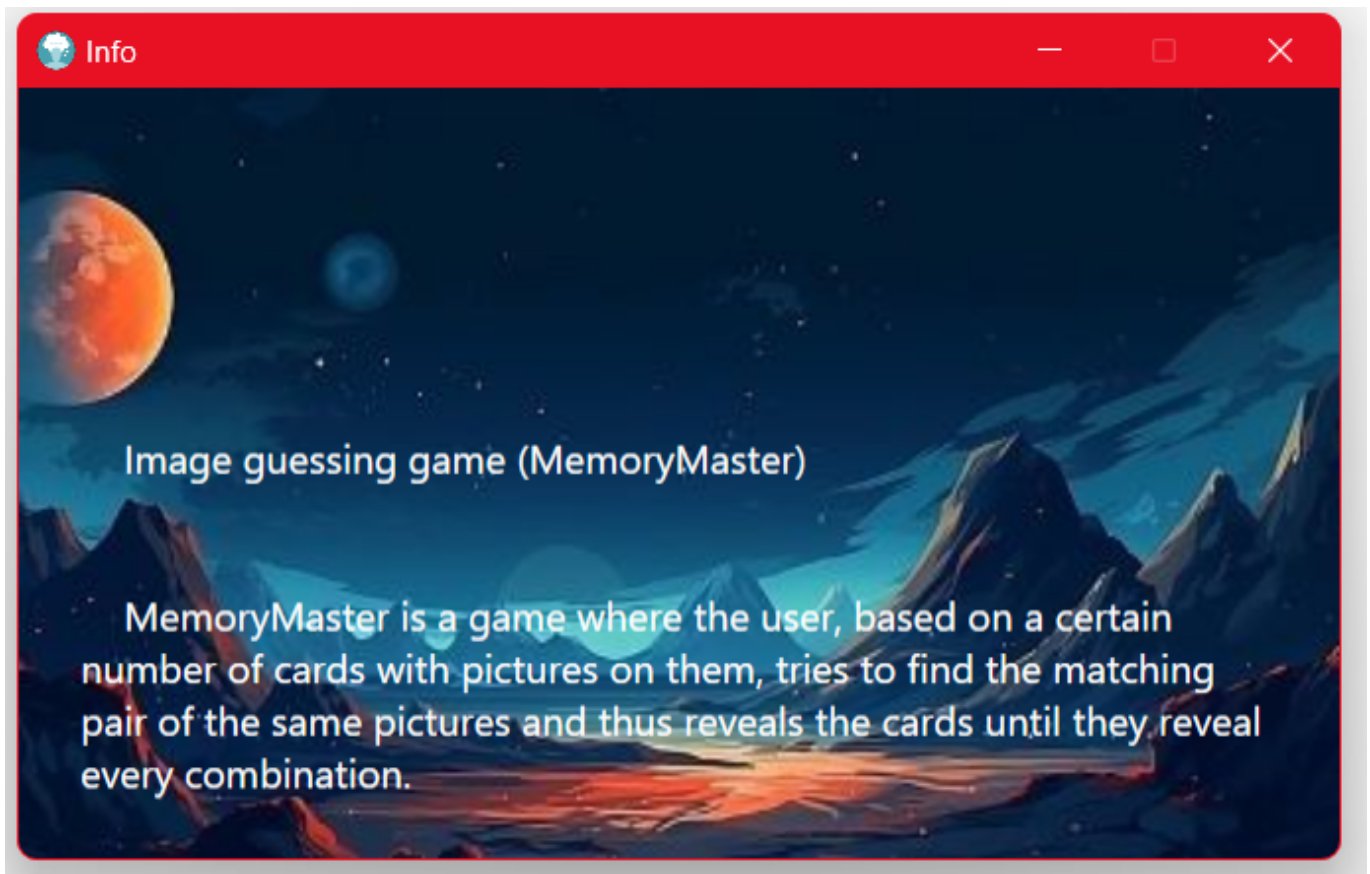 Info
Image guessing game (MemoryMaster)
MemoryMaster is a game where the user, based on a certain
number of cards with pictures on them, tries to find the matching
pair of the same pictures and thus reveals the cards until they reveal
every combination.